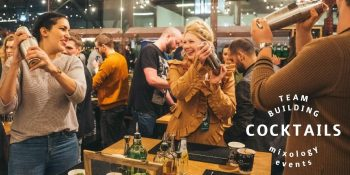 TEAM
BUILDING
COCKTAILS
mixology
events